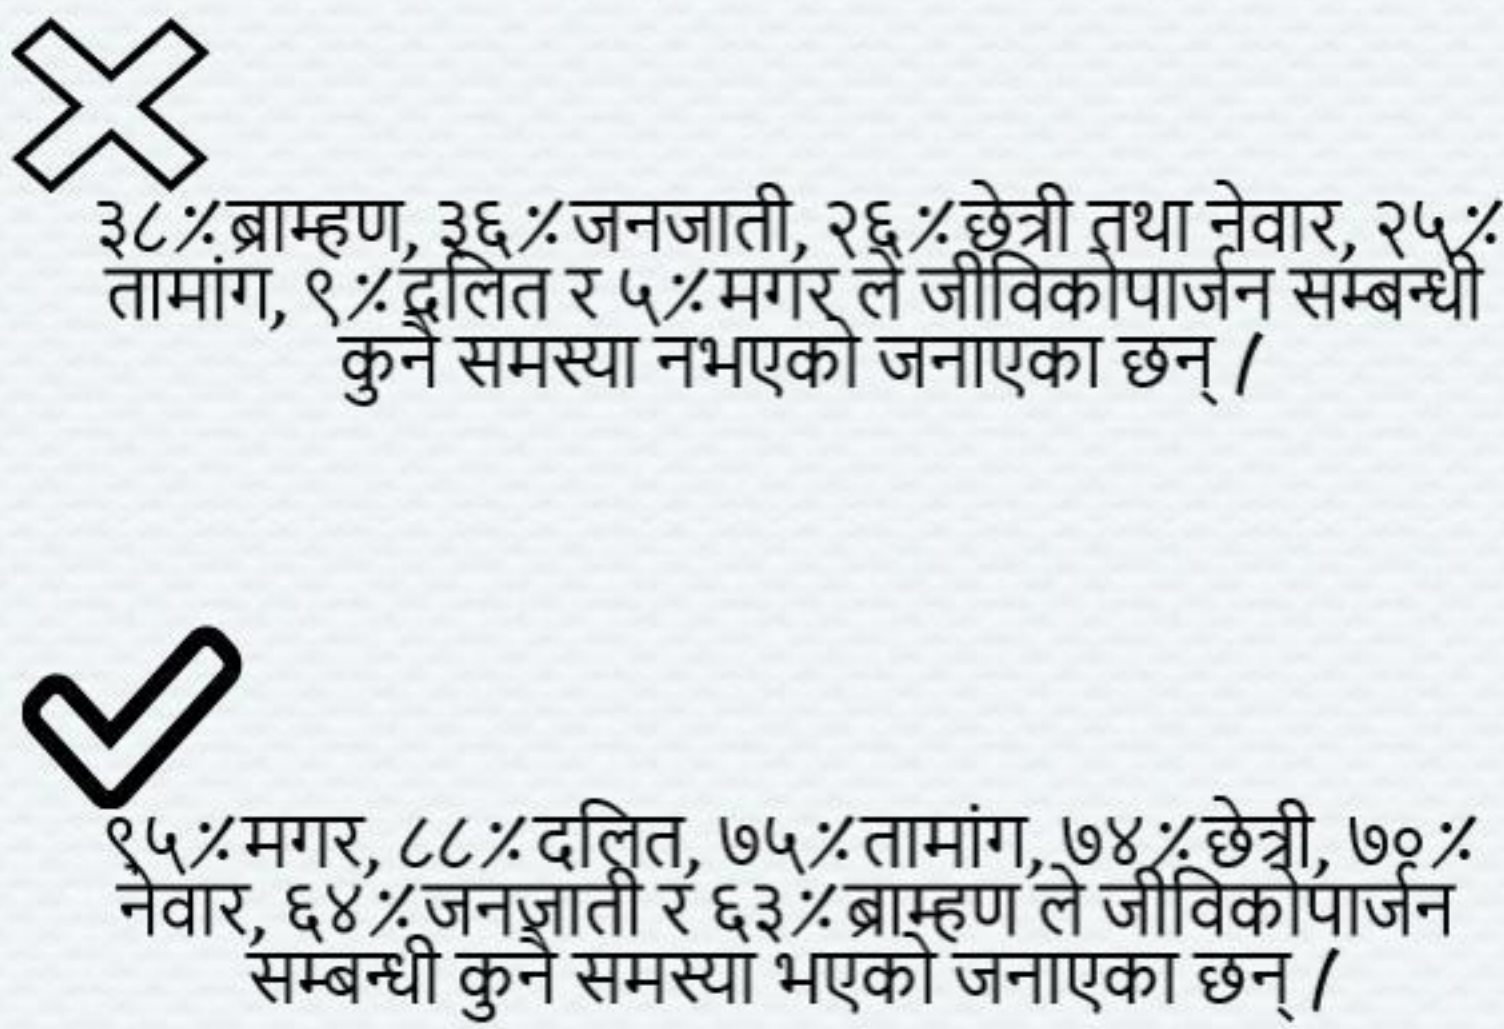 ३८%ब्राम्हण, ३६%जनजाती, २६%छेत्री तथा नेवार, २५%
तामांग, ९%दलित र ५%मगर ले जीविकोपार्जन सम्बन्धी
कुनै समस्या नभएको जनाएका छन् /
९५%मगर, ८८%दलित, ७५%तामांग, ७४%छेत्री, ७०%
नेवार, ६४%जनजाती र ६३%ब्राम्हण ले जीविकोपार्जन
सम्बन्धी कुनै समस्या भएको जनाएका छन् /